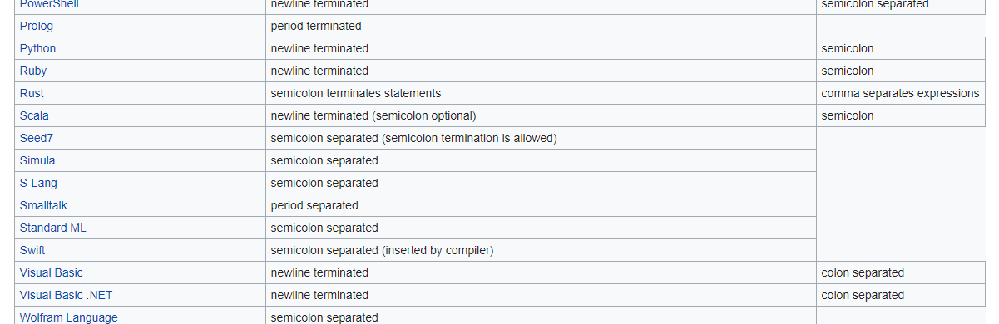 PowerShell newline terminated semicolon separated
Prolog period terminated
Python newline terminated semicolon
Ruby newline terminated semicolon
Rust semicolon terminates statements comma separates expressions
Scala newline terminated (semicolon optional) semicolon
Seed7 semicolon separated (semicolon termination is allowed)
Simula semicolon separated
S-Lang semicolon separated
Smalltalk period separated
Standard ML semicolon separated
Swift semicolon separated (inserted by compiler)
Visual Basic newline terminated colon separated
Visual Basic .NET newline terminated colon separated
Wolfram Language semicolon separated